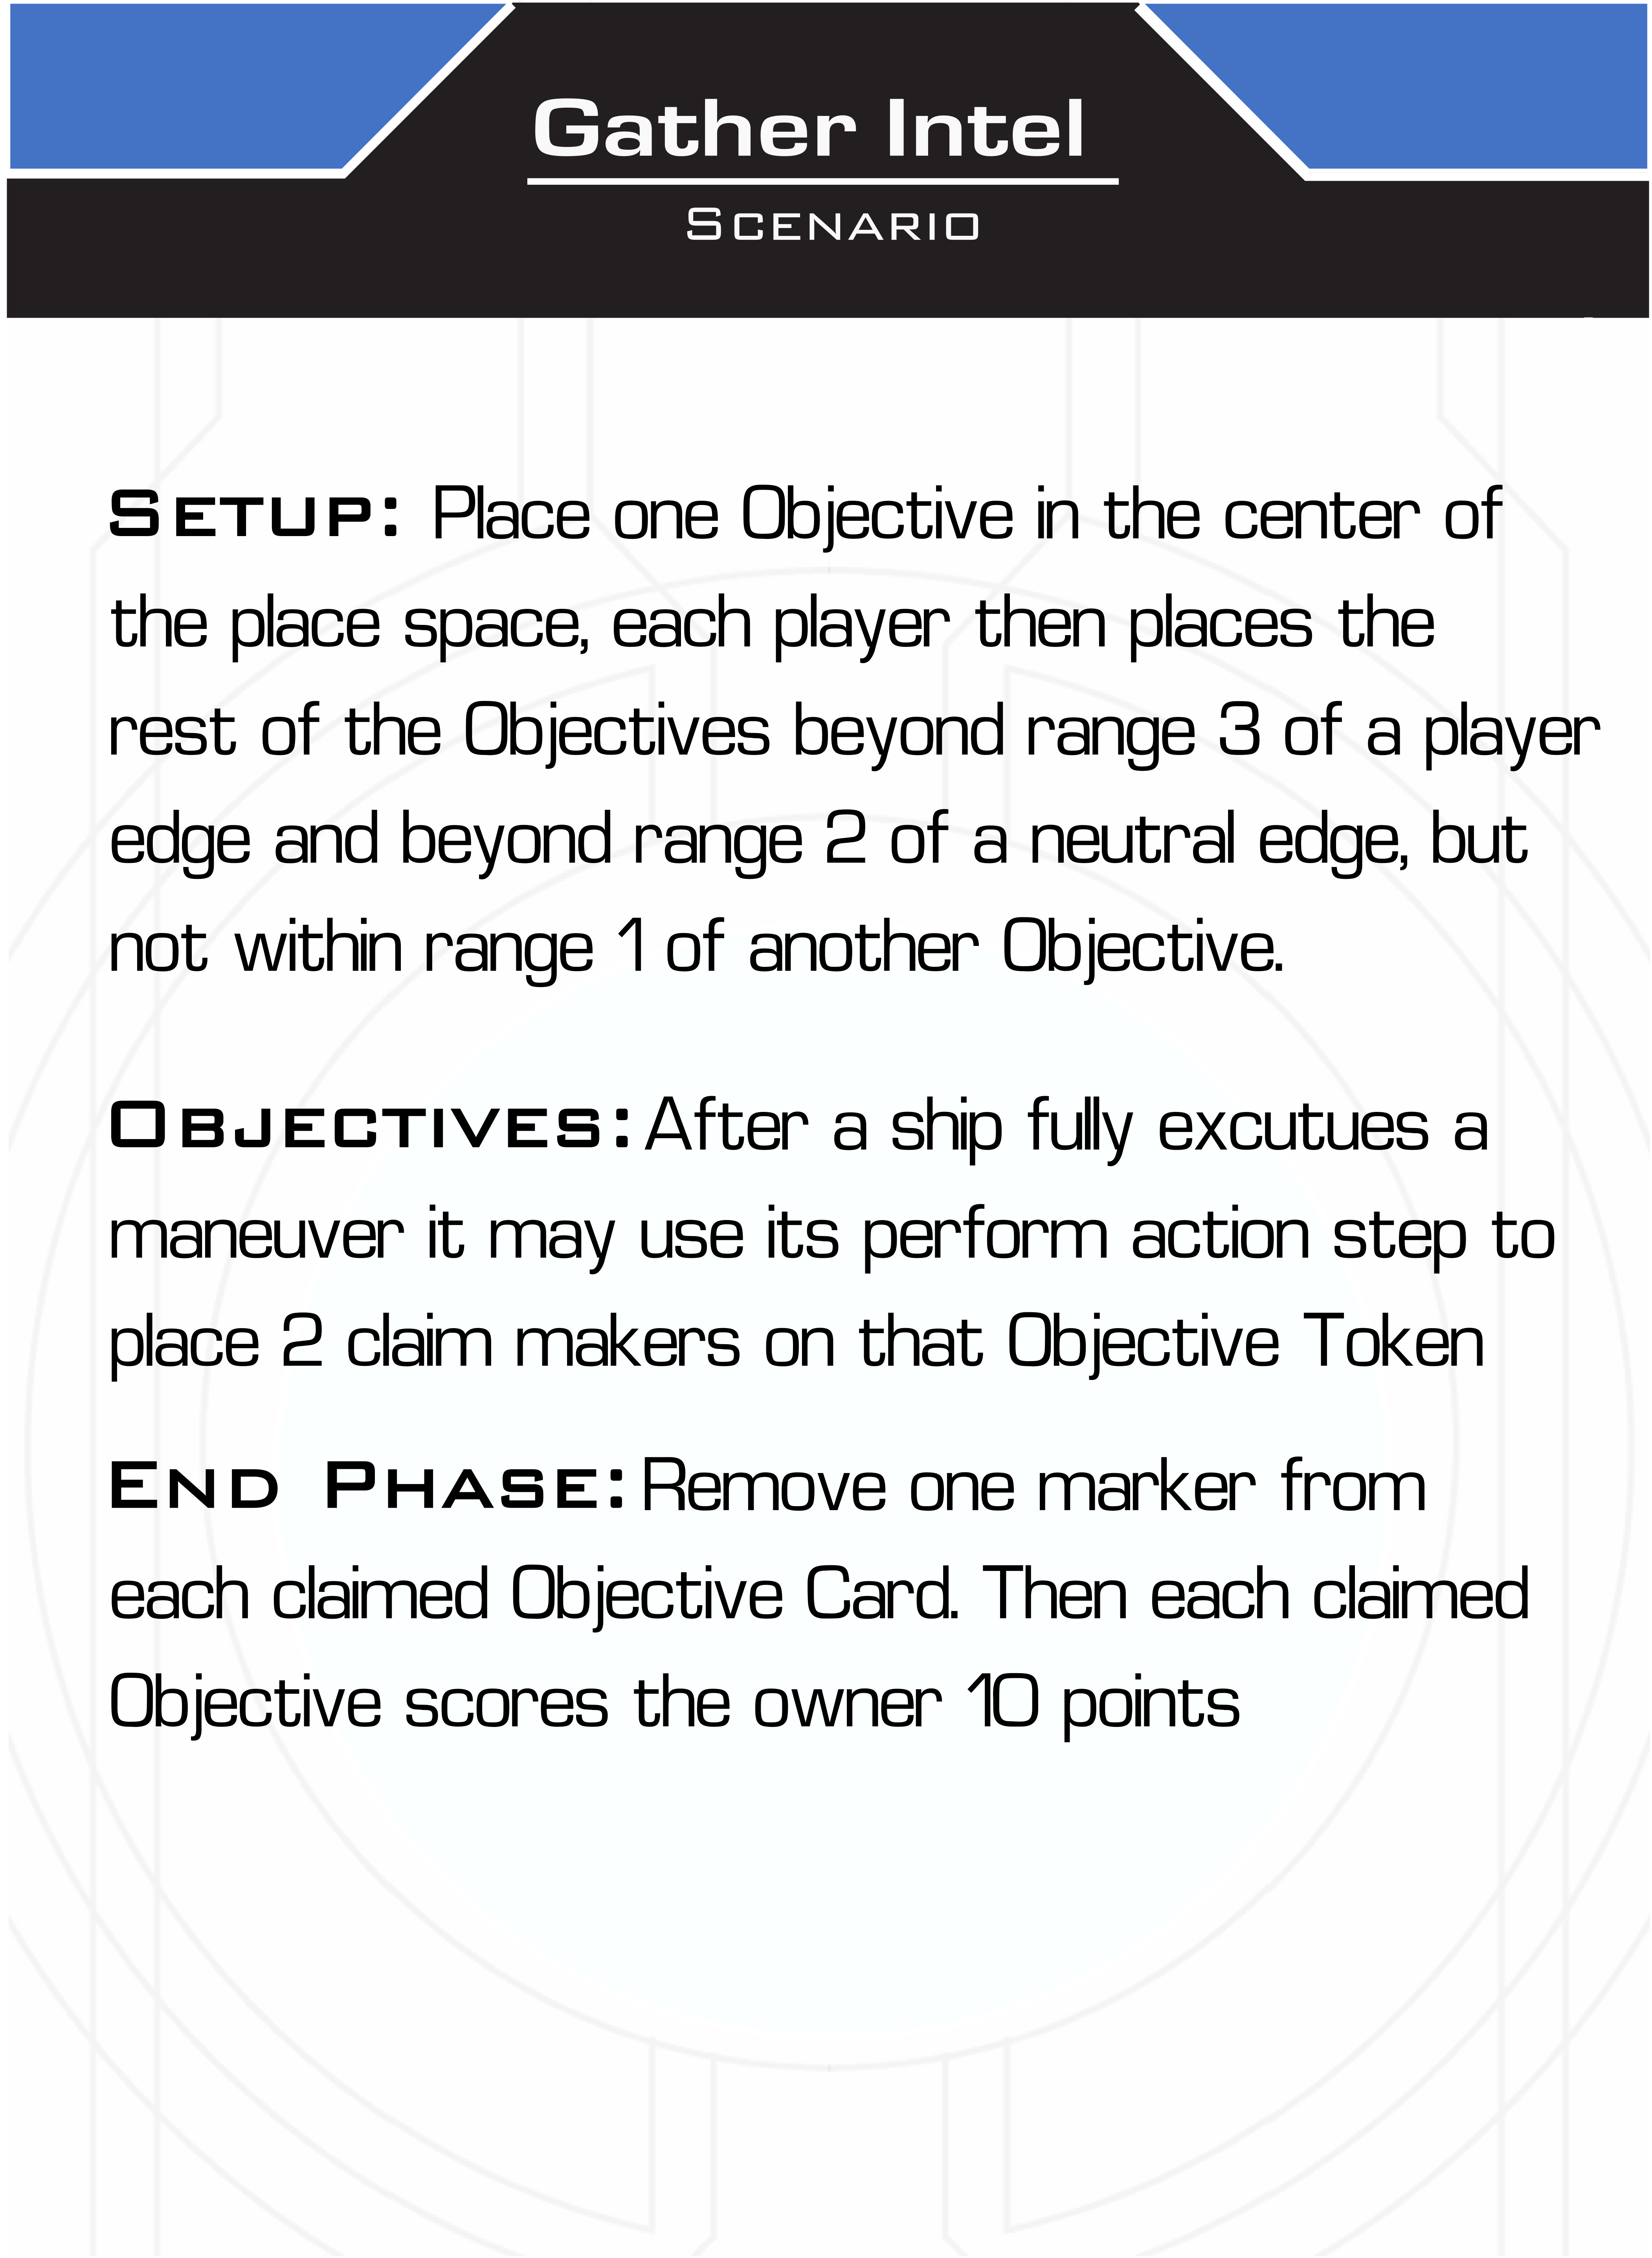 Gather Intel
Scenario
Setup: Place one Objective in the center of
the place space, each player then places the
rest of the Objectives beyond range 3 of a player
edge and beyond range 2 of a neutral edge, but
not within range 1 of another Objective.
Objectives: After a ship fully excutues a
maneuver it may use its perform action step to
place 2 claim makers on that Objective Token
End Phase: Remove one marker from
each claimed Objective Card. Then each claimed
Objective scores the owner 10 points